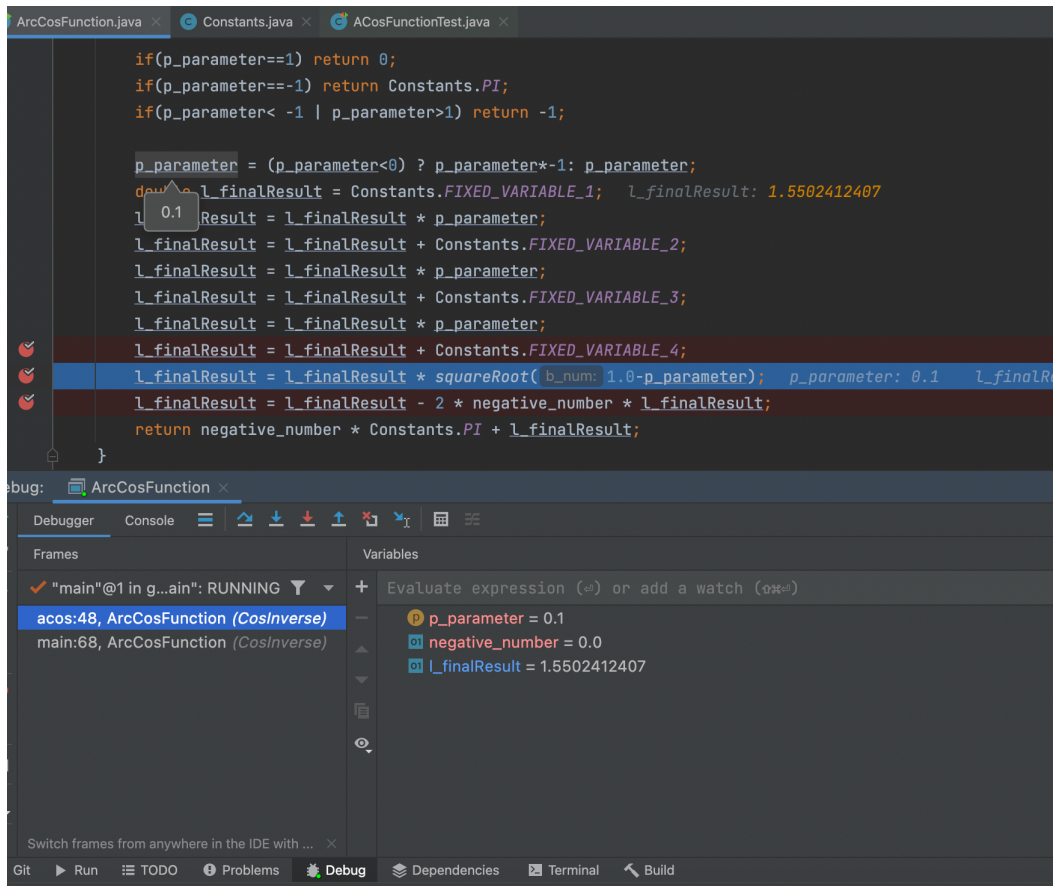 ArcCosFunction.java Constants.java ACosFunctionTest.java
if(p_parameter==1) return 0;
if(p_parameter==-1) return Constants.PI;
if(p_parameter< -1 | p_parameter>1) return -1;
p_parameter = (p_parameter<0) ? p_parameter*-1: p_parameter;
l_finalResult = Constants.FIXED_VARIABLE_1; l_finalResult: 1.5502412407
0.1
Result = l_finalResult * p_parameter;
l_finalResult = l_finalResult + Constants.FIXED_VARIABLE_2;
l_finalResult = l_finalResult * p_parameter;
l_finalResult = l_finalResult + Constants.FIXED_VARIABLE_3;
l_finalResult = l_finalResult * p_parameter;
l_finalResult = l_finalResult + Constants.FIXED_VARIABLE_4;
l_finalResult = l_finalResult * squareRoot( b_num: 1.0-p_parameter); p_parameter: 0.1 l_finalR
l_finalResult = l_finalResult - 2 * negative_number * l_finalResult;
return negative_number * Constants.PI + l_finalResult;
}
ebug: ArcCosFunction
Debugger Console
Frames Variables
"main"@1 in g...ain": RUNNING Evaluate expression (⏎) or add a watch (⇧⌘⏎)
acos:48, ArcCosFunction (CosInverse) p_parameter = 0.1
main:68, ArcCosFunction (CosInverse) negative_number = 0.0
l_finalResult = 1.5502412407
Switch frames from anywhere in the IDE with ...
Git Run TODO Problems Debug Dependencies Terminal Build